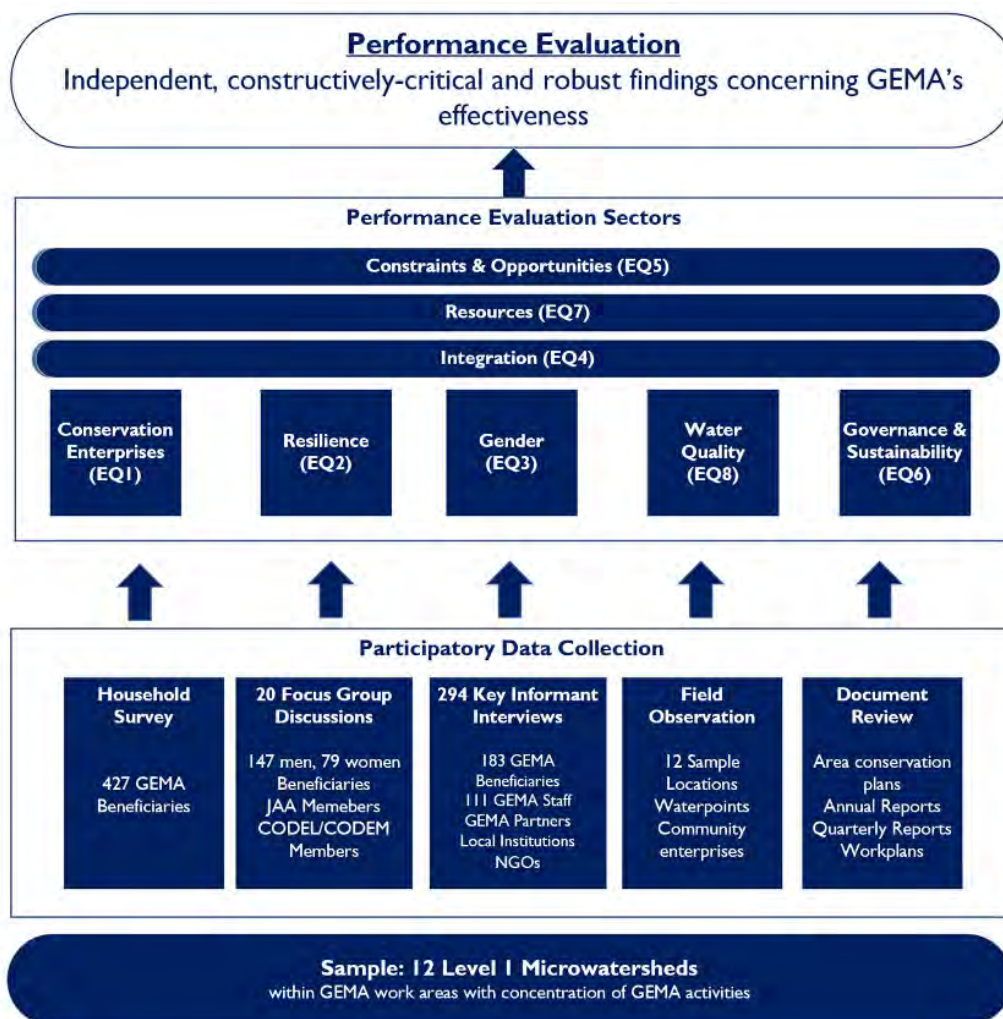 Performance Evaluation
Independent, constructively-critical and robust findings concerning GEMA's
effectiveness
Performance Evaluation Sectors
Constraints & Opportunities (EQ5)
Resources (EQ7)
Integration (EQ4)
Conservation
Enterprises
(EQ1)
Resilience
(EQ2)
Gender
(EQ3)
Water
Quality
(EQ8)
Governance &
Sustainability
(EQ6)
Participatory Data Collection
Household
Survey
427 GEMA
Beneficiaries
20 Focus Group
Discussions
147 men, 79 women
Beneficiaries
JAA Memebers
CODEL/CODEM
Members
294 Key Informant
Interviews
183 GEMA
Beneficiaries
111 GEMA Staff
GEMA Partners
Local Institutions
NGOs
Field
Observation
12 Sample
Locations
Waterpoints
Community
enterprises
Document
Review
Area conservation
plans
Annual Reports
Quarterly Reports
Workplans
Sample: 12 Level 1 Microwatersheds
within GEMA work areas with concentration of GEMA activities